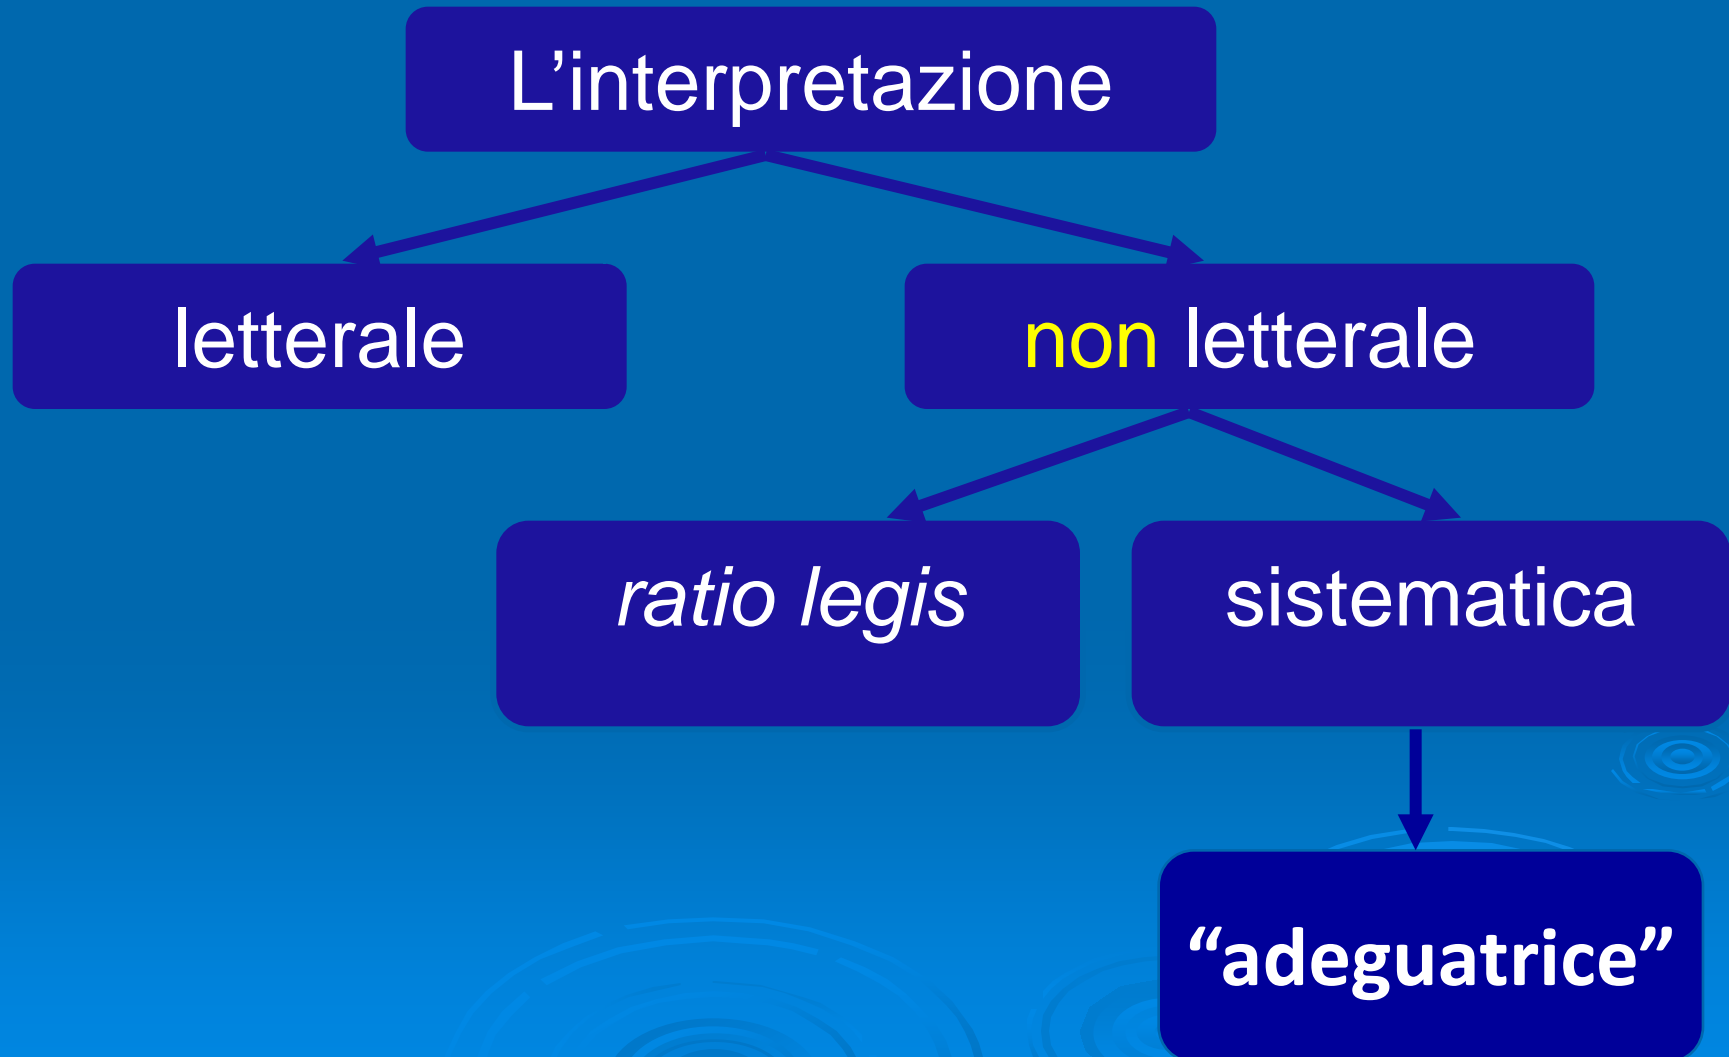 L’interpretazione
letterale
non letterale
ratio legis
sistematica
“adeguatrice”